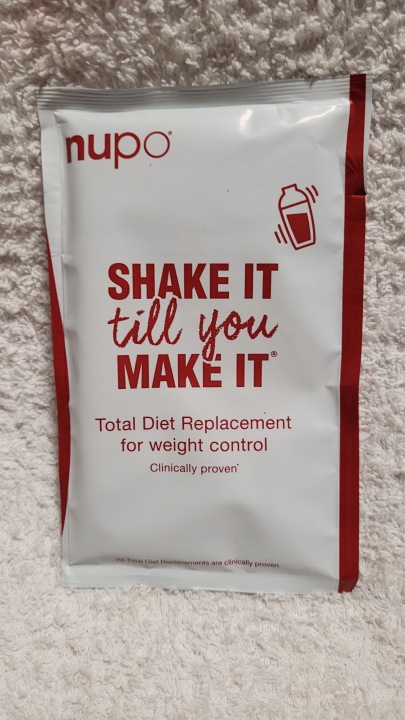 nupo®
SHAKE IT
till you
MAKE IT®
Total Diet Replacement
for weight control
Clinically proven*
*All Total Diet Replacements are clinically proven